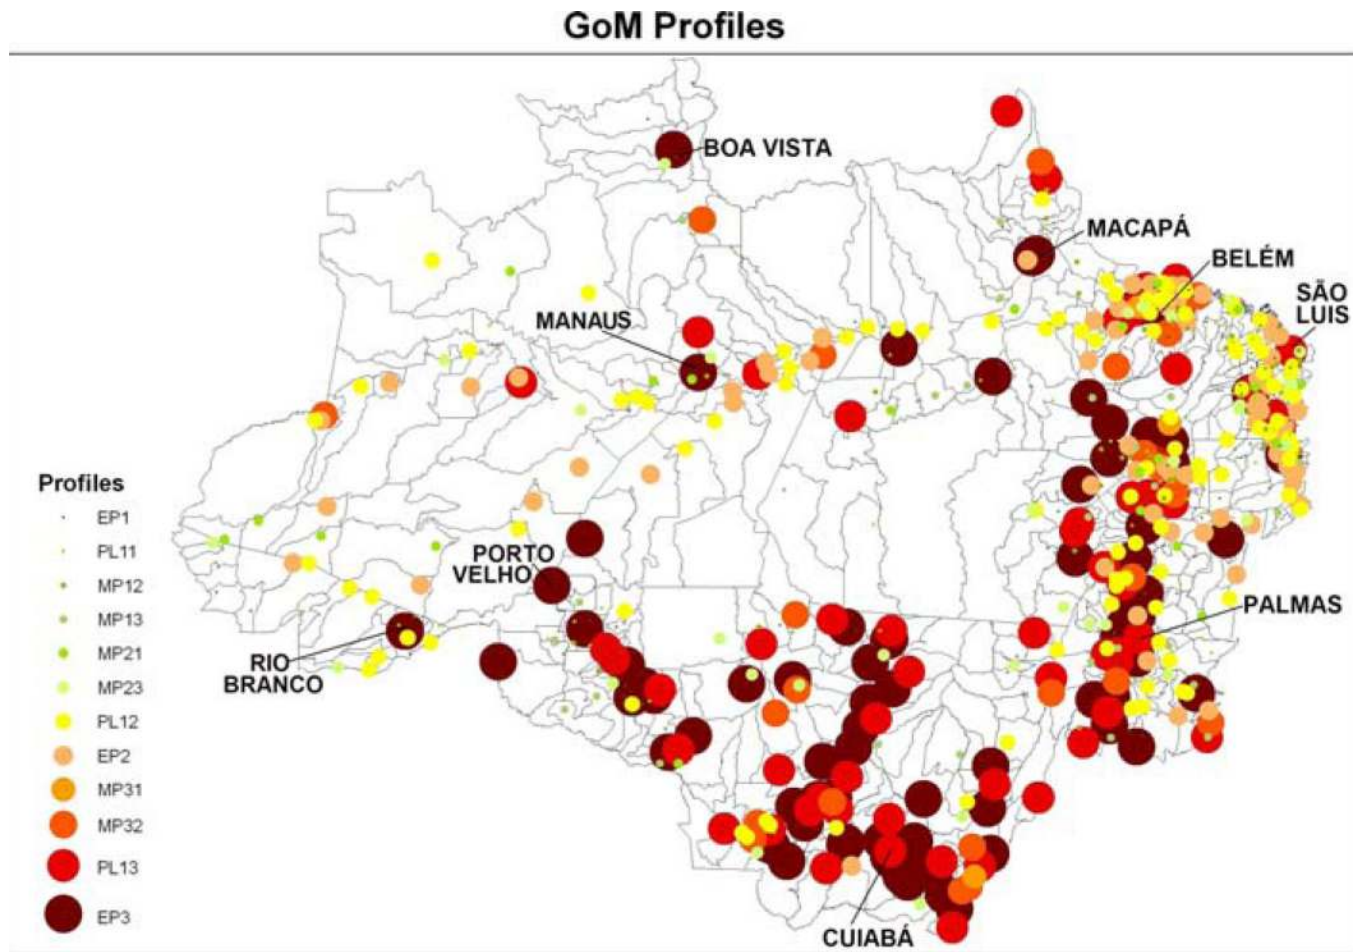 GoM Profiles
BOA VISTA
MACAPÁ
BELÉM
SÃO
LUIS
MANAUS
Profiles
EP1
PL11
MP12
MP13
MP21
MP23
PL12
EP2
MP31
MP32
PL13
EP3
PORTO
VELHO
PALMAS
RIO
BRANCO
CUIABÁ